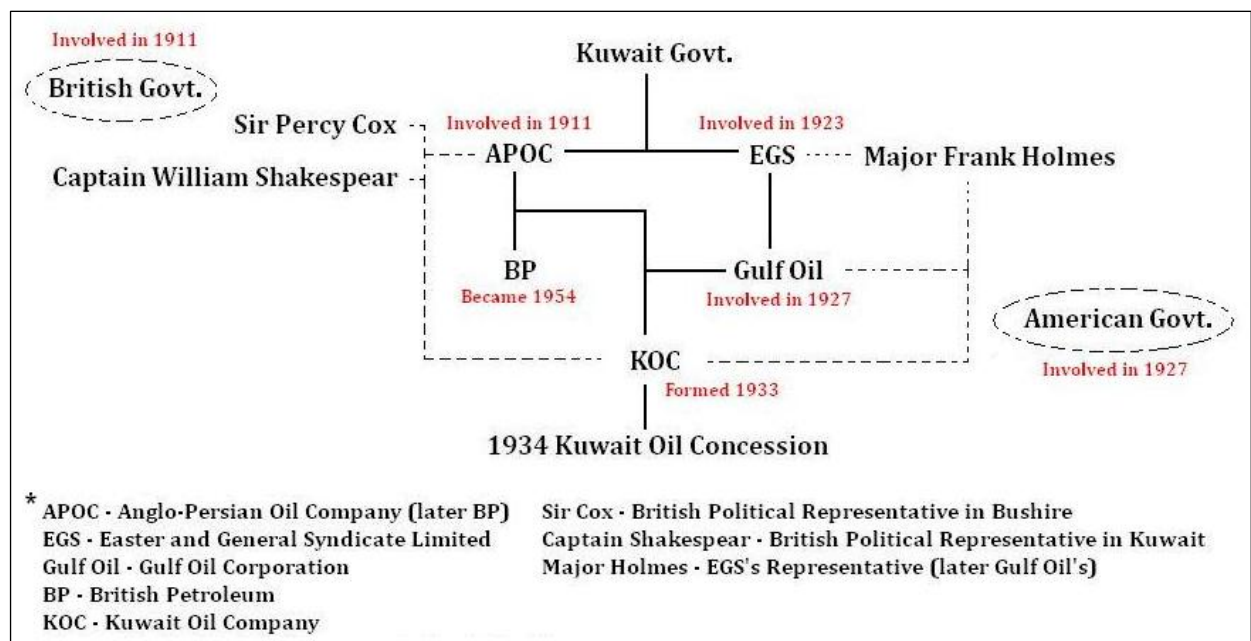 Involved in 1911
British Govt.
Kuwait Govt.
Sir Percy Cox
Involved in 1911
Involved in 1923
APOC
EGS
Major Frank Holmes
Captain William Shakespear
BP
Became 1954
Gulf Oil
Involved in 1927
American Govt.
Involved in 1927
KOC
Formed 1933
1934 Kuwait Oil Concession
* APOC - Anglo-Persian Oil Company (later BP)
EGS - Easter and General Syndicate Limited
Gulf Oil - Gulf Oil Corporation
BP - British Petroleum
KOC - Kuwait Oil Company
Sir Cox - British Political Representative in Bushire
Captain Shakespear - British Political Representative in Kuwait
Major Holmes - EGS's Representative (later Gulf Oil's)